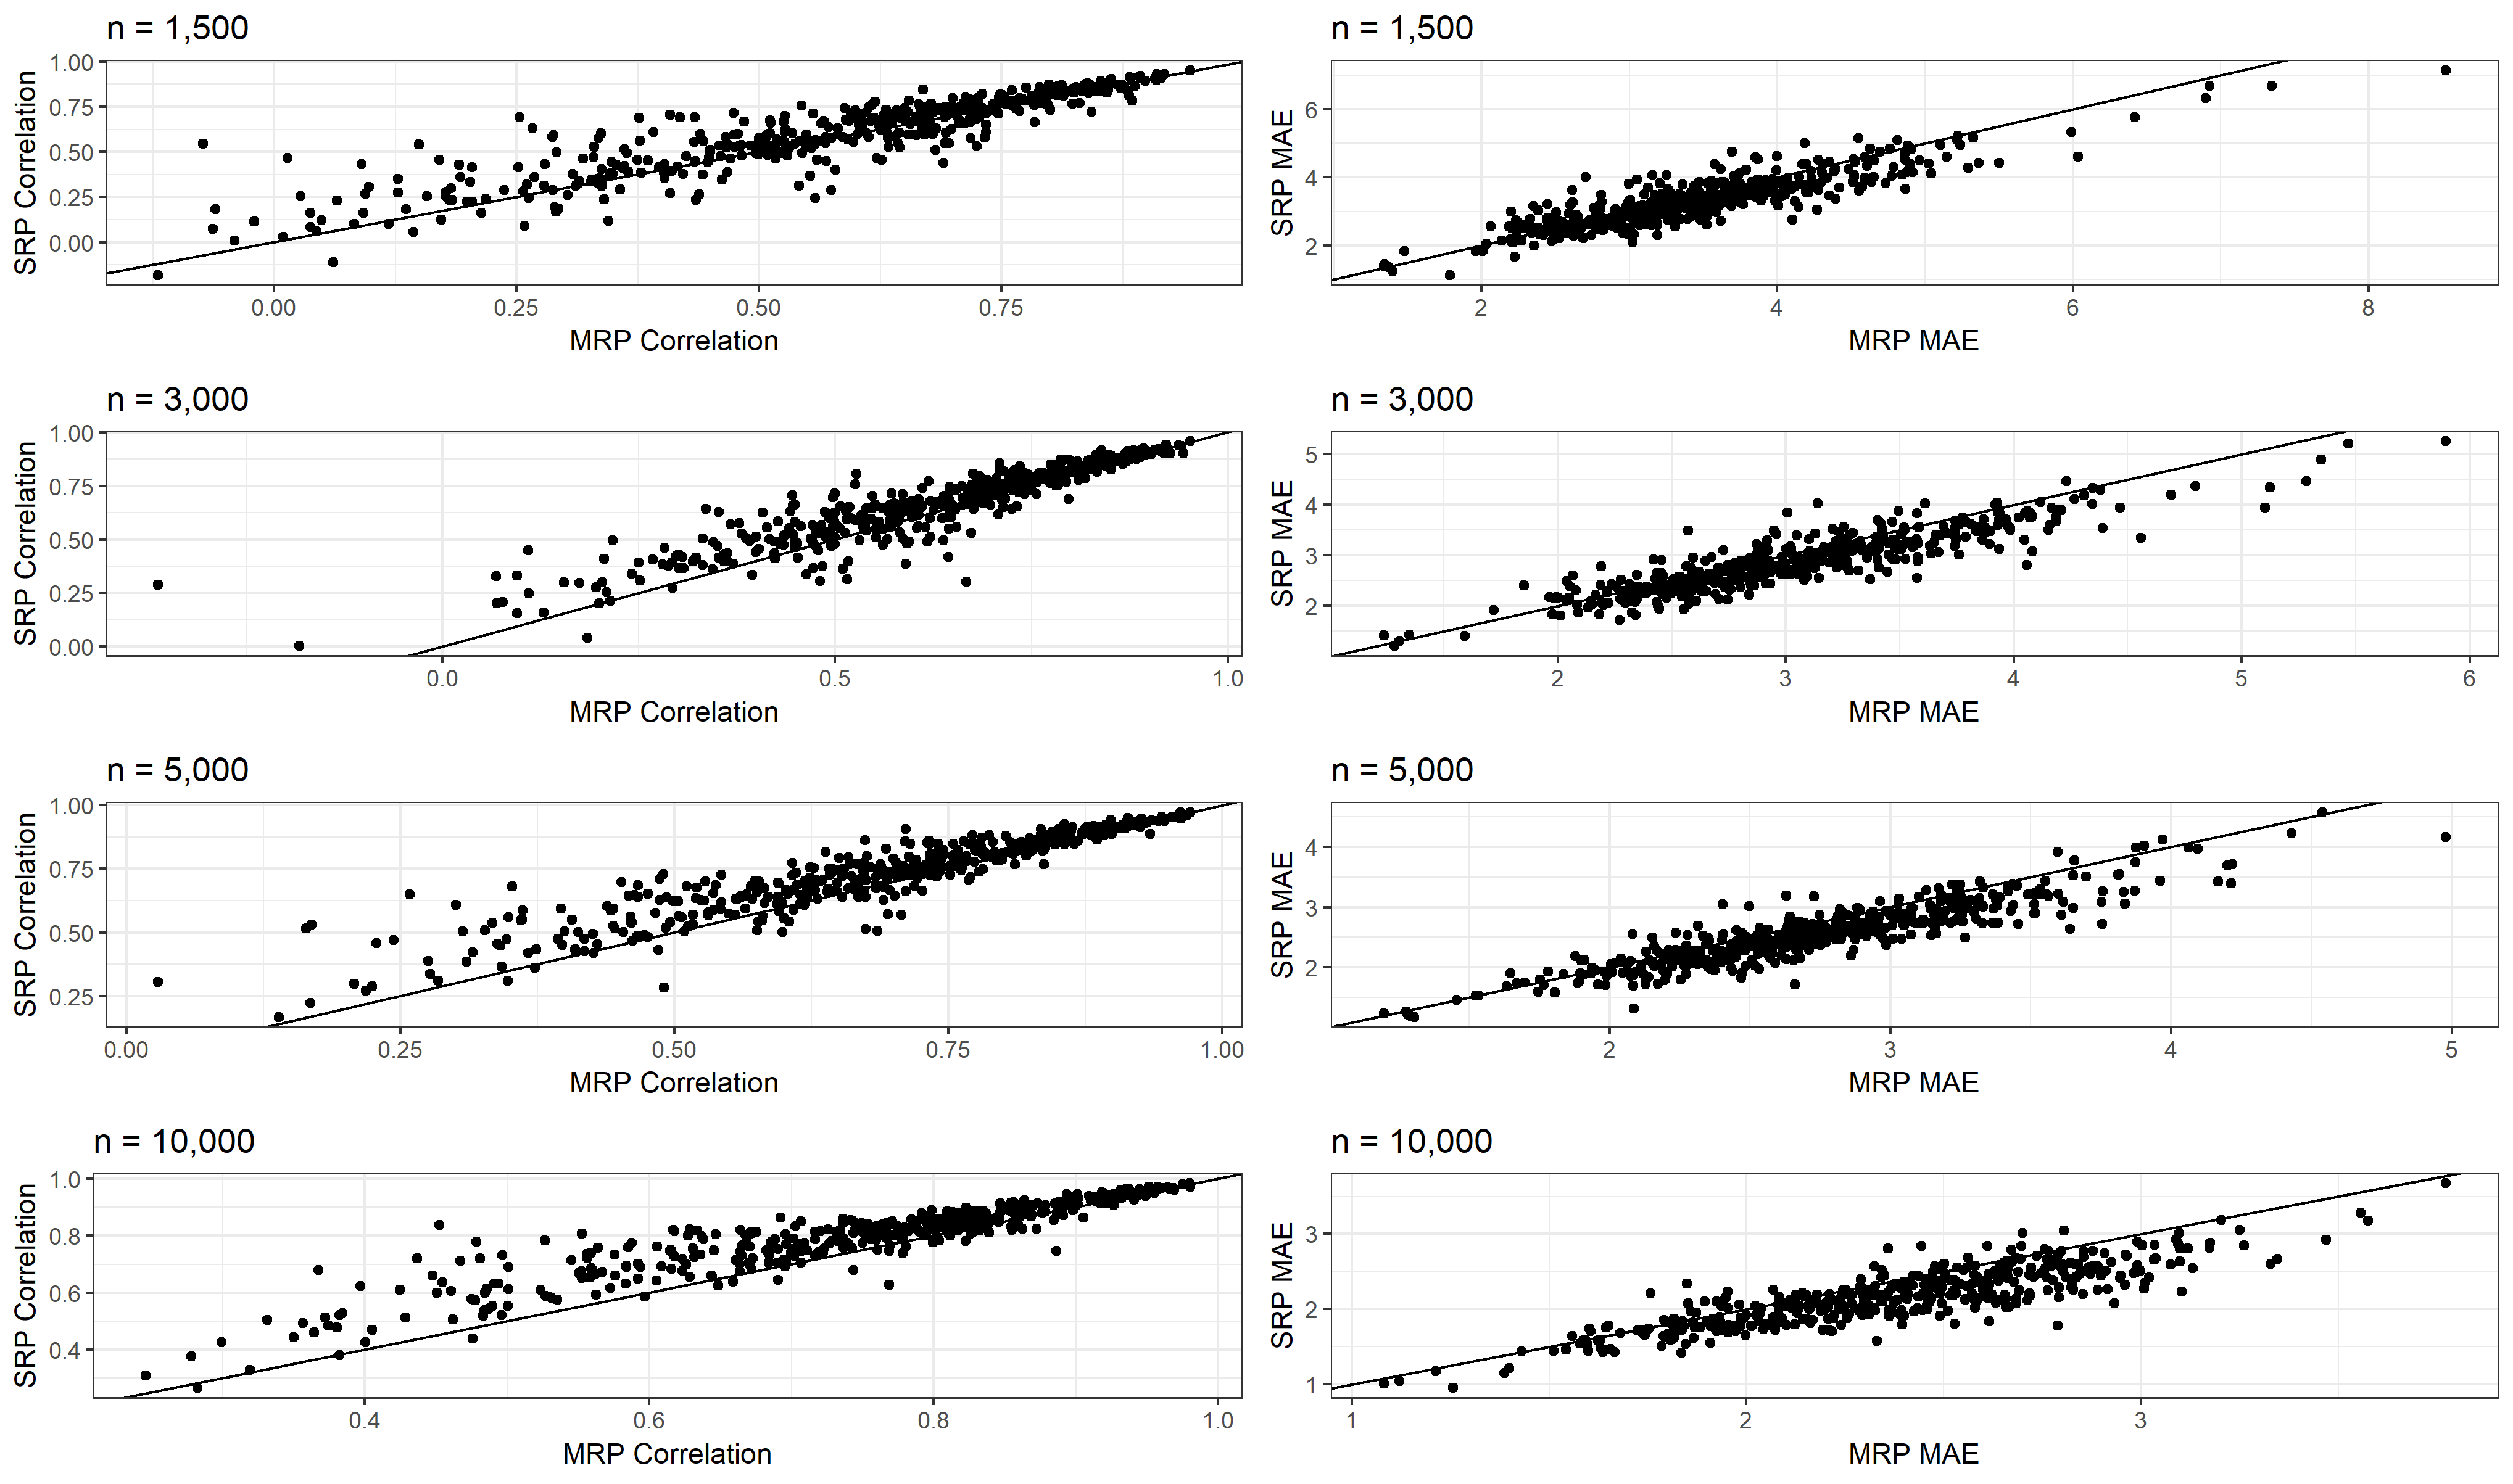 n = 1,500
SRP Correlation
1.00
0.75
0.50
0.25
0.00
0.00 0.25 0.50 0.75
MRP Correlation
n = 1,500
SRP MAE
6
4
2
2 4 6 8
MRP MAE
n = 3,000
SRP Correlation
1.00
0.75
0.50
0.25
0.00
0.0 0.5 1.0
MRP Correlation
n = 3,000
SRP MAE
5
4
3
2
2 3 4 5 6
MRP MAE
n = 5,000
SRP Correlation
1.00
0.75
0.50
0.25
0.00 0.25 0.50 0.75 1.00
MRP Correlation
n = 5,000
SRP MAE
4
3
2
2 3 4 5
MRP MAE
n = 10,000
SRP Correlation
1.0
0.8
0.6
0.4
0.4 0.6 0.8 1.0
MRP Correlation
n = 10,000
SRP MAE
3
2
1
1 2 3
MRP MAE